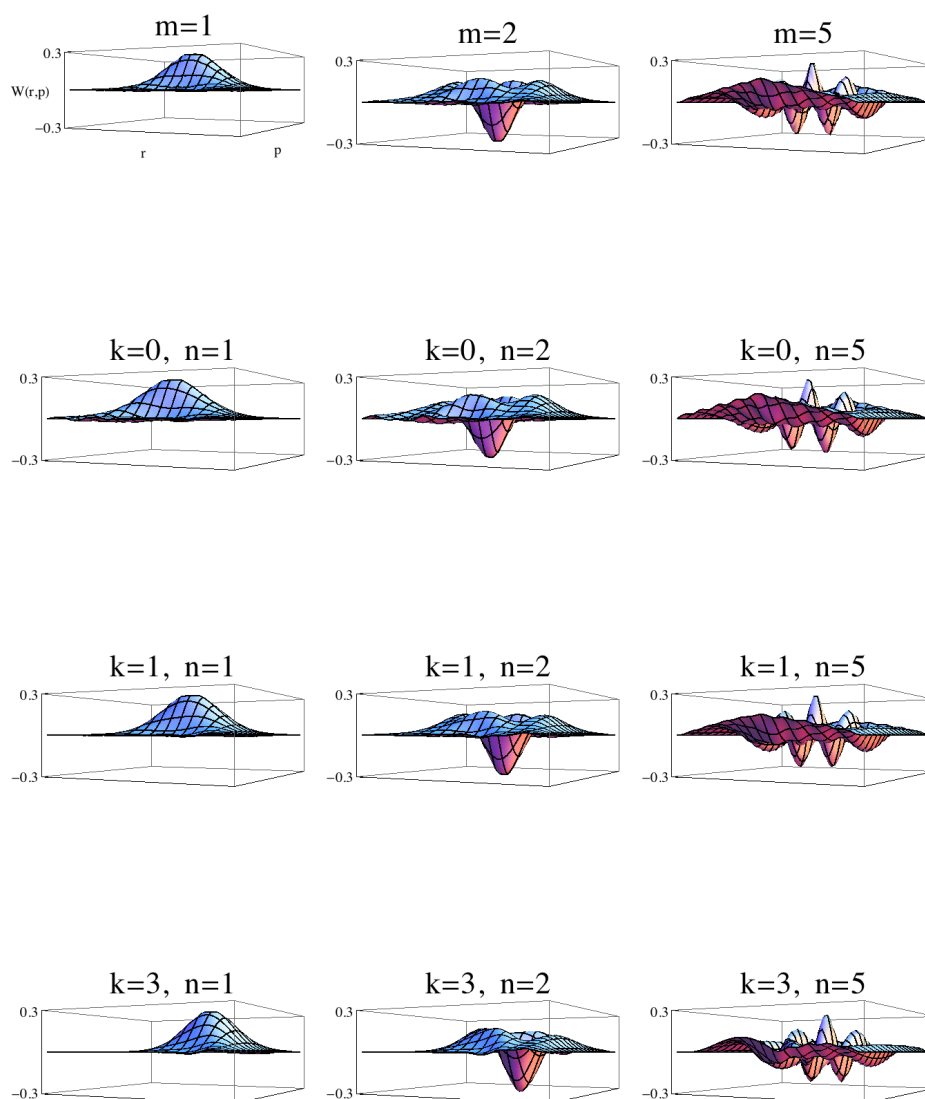 m=1 m=2 m=5
0.3 0.3 0.3
W(r,p)
−0.3 −0.3 −0.3
r p
k=0, n=1 k=0, n=2 k=0, n=5
0.3 0.3 0.3
−0.3 −0.3 −0.3
k=1, n=1 k=1, n=2 k=1, n=5
0.3 0.3 0.3
−0.3 −0.3 −0.3
k=3, n=1 k=3, n=2 k=3, n=5
0.3 0.3 0.3
−0.3 −0.3 −0.3